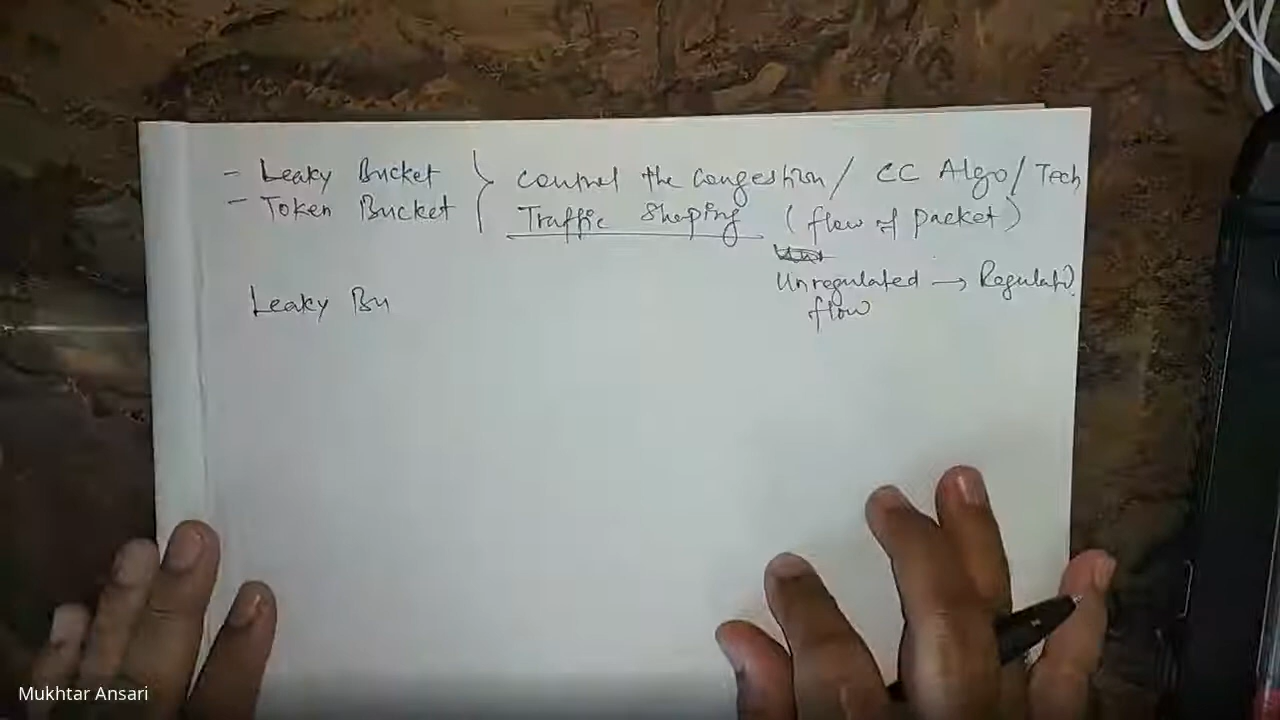 - Leaky Bucket } control the congestion / CC Algo / Tech
- Token Bucket } Traffic Shaping (flow of packet)
Unregulated → Regulati
flow
Leaky Bu
Mukhtar Ansari